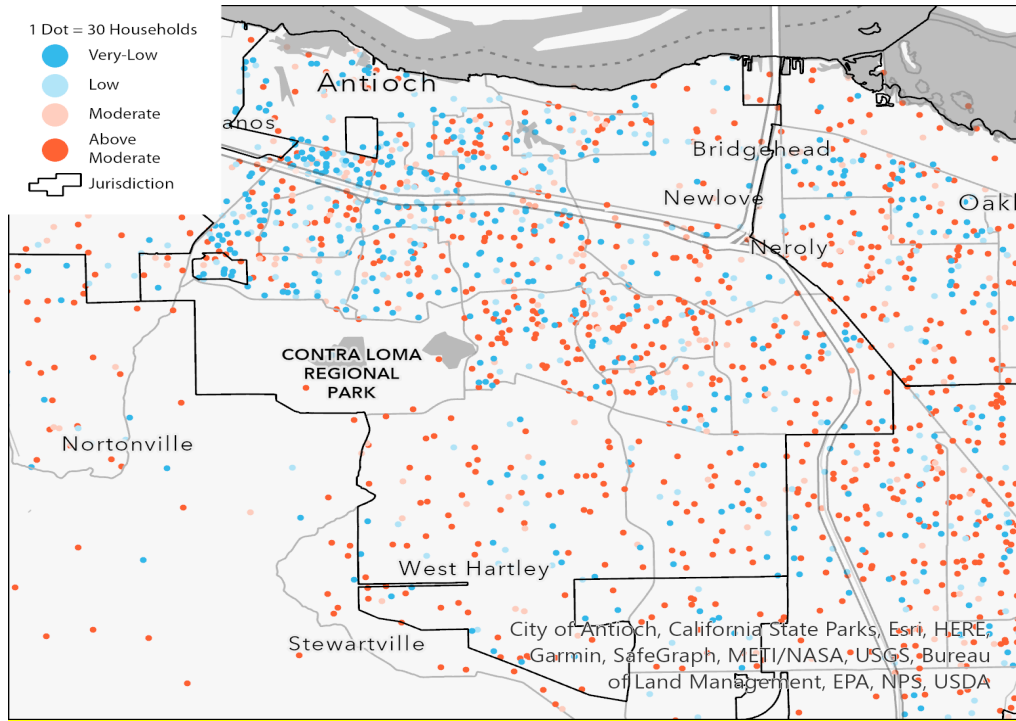 1 Dot = 30 Households
Very-Low
Low
Moderate
Above
Moderate
Jurisdiction
Antioch
anos
Bridgehead
Newlove
Oakl
Neroly
CONTRA LOMA
REGIONAL
PARK
Nortonville
West Hartley
Stewartville
City of Antioch, California State Parks, Esri, HERE,
Garmin, SafeGraph, METI/NASA, USGS, Bureau
of Land Management, EPA, NPS, USDA